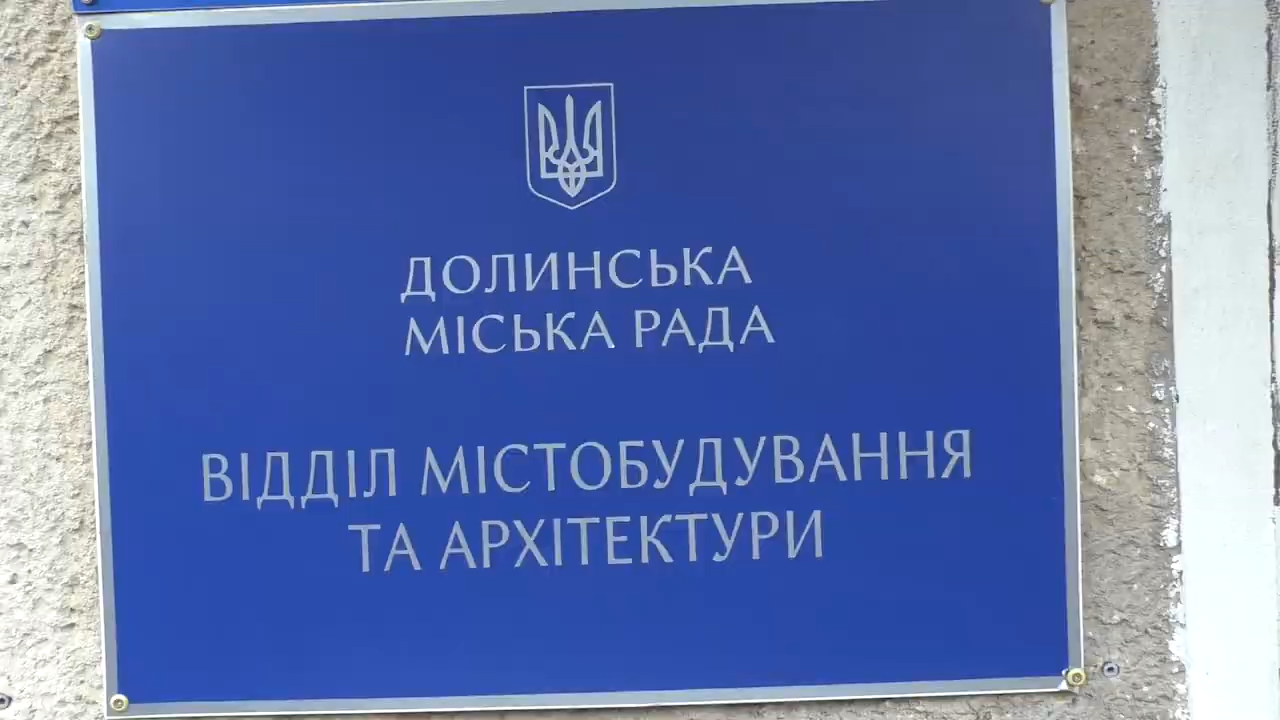 ДОЛИНСЬКА
МІСЬКА РАДА
ВІДДІЛ МІСТОБУДУВАННЯ
ТА АРХІТЕКТУРИ